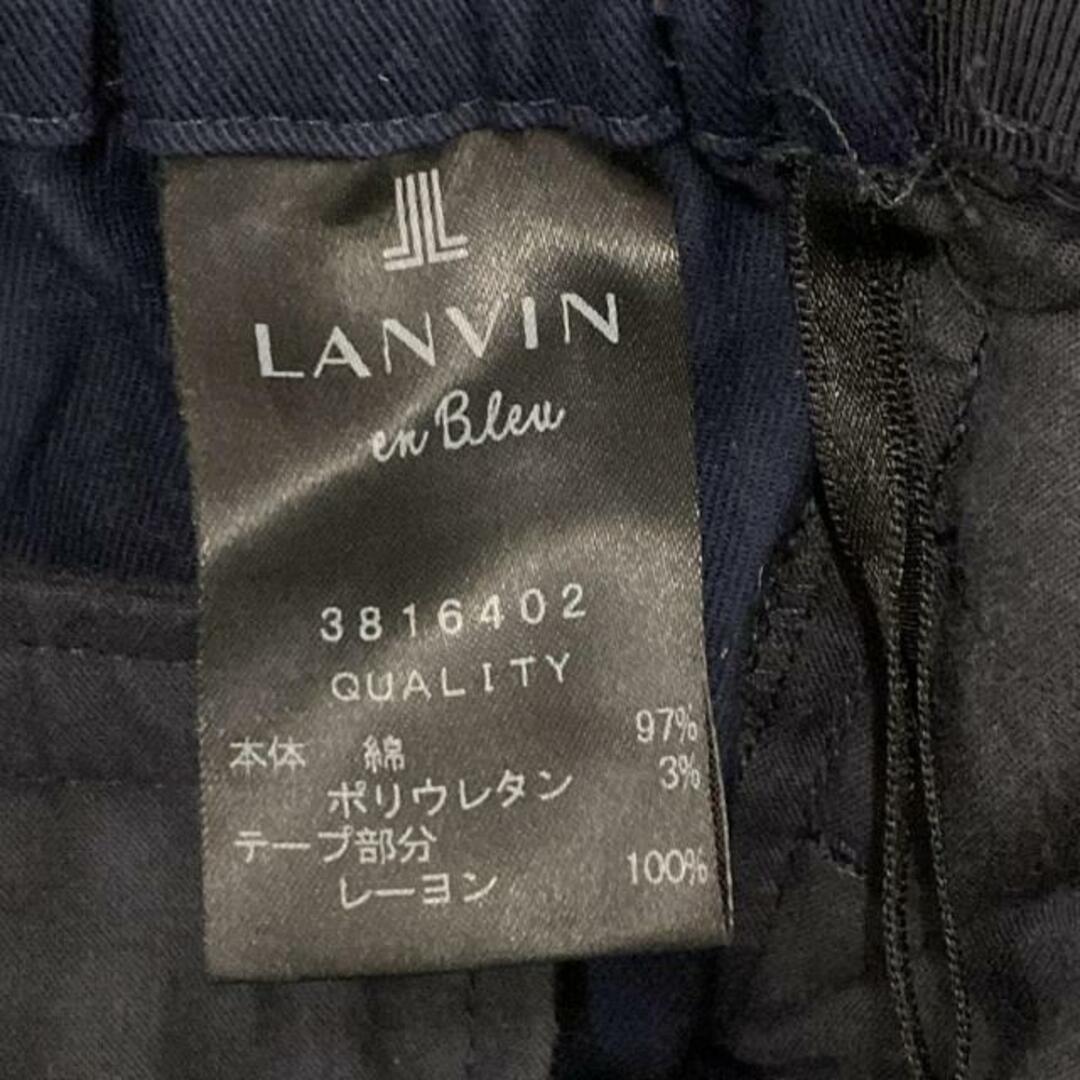 LANVIN
en Bleu
3816402
QUALITY
本体 綿 97%
ポリウレタン 3%
テープ部分
レーヨン 100%